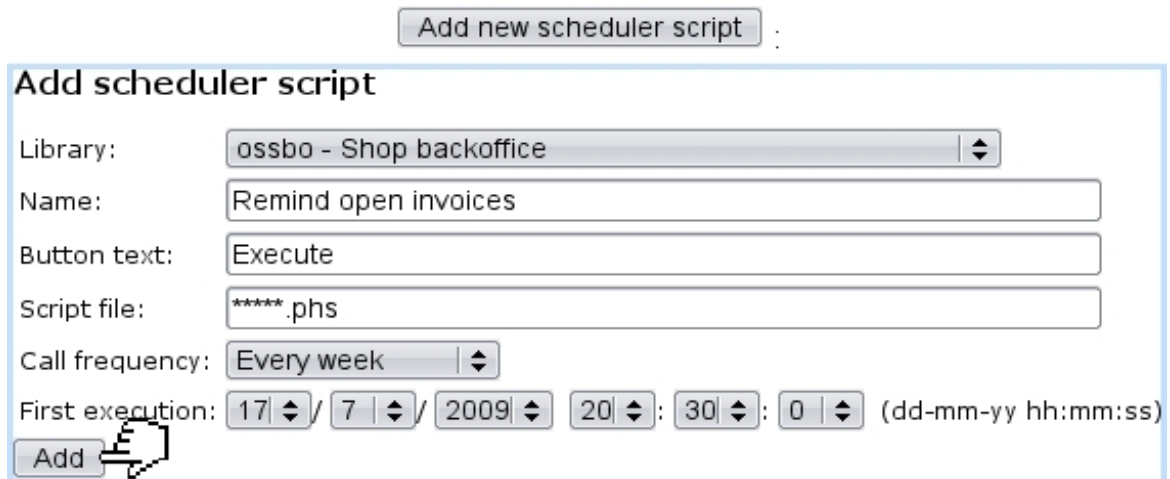 Add new scheduler script :
Add scheduler script
Library: ossbo - Shop backoffice
Name: Remind open invoices
Button text: Execute
Script file: *****.phs
Call frequency: Every week
First execution: 17 / 7 / 2009 20 : 30 : 0 (dd-mm-yy hh:mm:ss)
Add